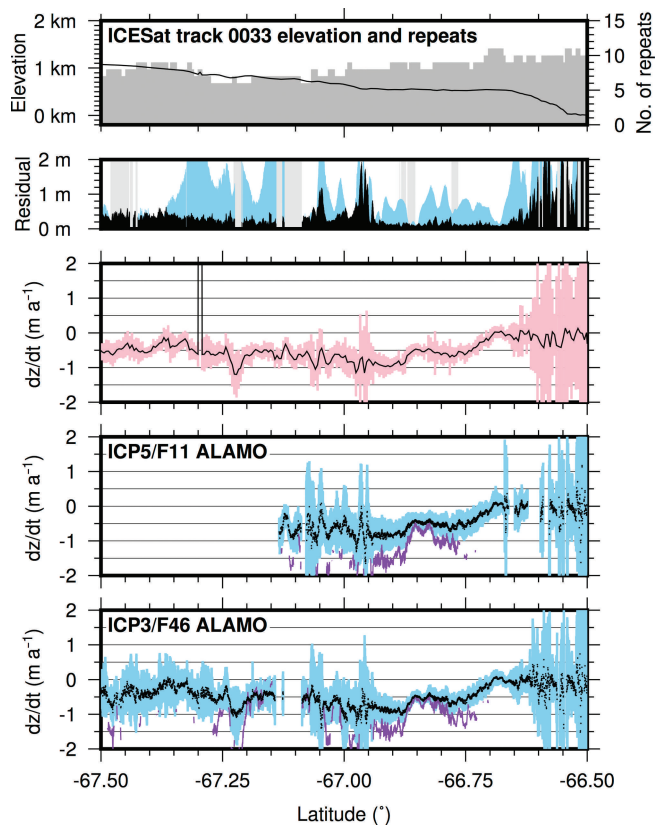 2 km
1 km
0 km
Elevation
ICESat track 0033 elevation and repeats
15
10
5
0
No. of repeats
2 m
1 m
0 m
Residual
2
1
0
-1
-2
dz/dt (m a⁻¹)
2
1
0
-1
-2
dz/dt (m a⁻¹)
ICP5/F11 ALAMO
2
1
0
-1
-2
dz/dt (m a⁻¹)
ICP3/F46 ALAMO
-67.50 -67.25 -67.00 -66.75 -66.50
Latitude (°)